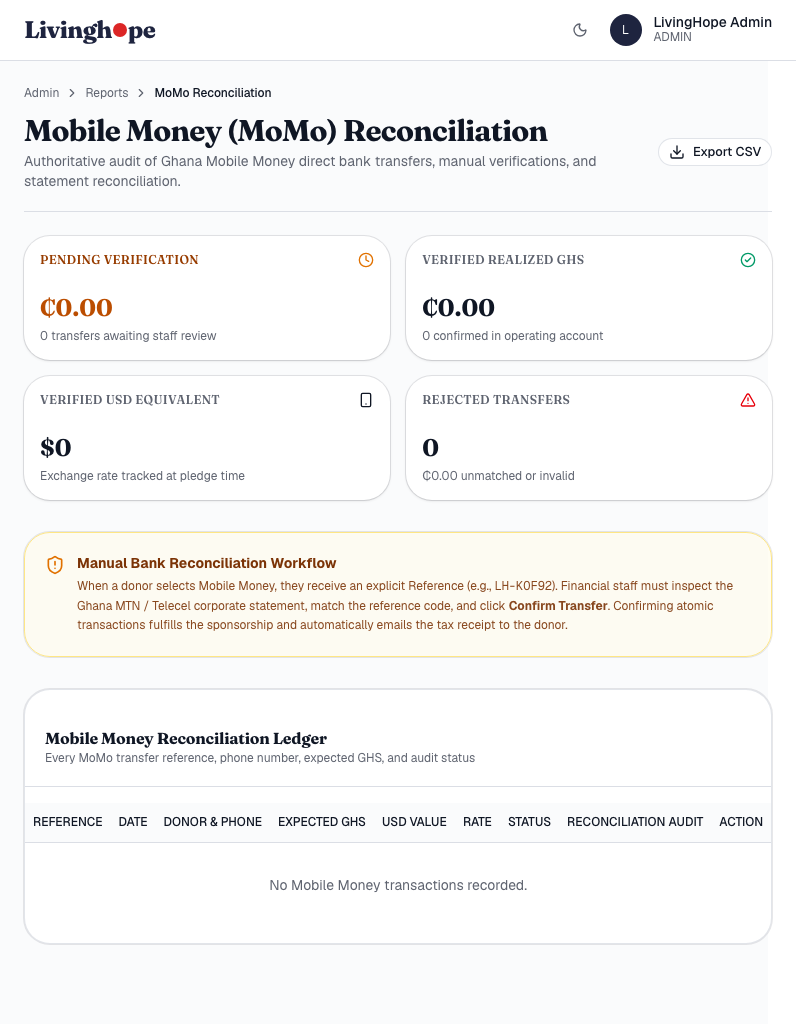 Livinghope
L
LivingHope Admin
ADMIN
Admin > Reports > MoMo Reconciliation
Mobile Money (MoMo) Reconciliation
Authoritative audit of Ghana Mobile Money direct bank transfers, manual verifications, and
statement reconciliation.
Export CSV
PENDING VERIFICATION
₵0.00
0 transfers awaiting staff review
VERIFIED REALIZED GHS
₵0.00
0 confirmed in operating account
VERIFIED USD EQUIVALENT
$0
Exchange rate tracked at pledge time
REJECTED TRANSFERS
0
₵0.00 unmatched or invalid
Manual Bank Reconciliation Workflow
When a donor selects Mobile Money, they receive an explicit Reference (e.g., LH-K0F92). Financial staff must inspect the
Ghana MTN / Telecel corporate statement, match the reference code, and click Confirm Transfer. Confirming atomic
transactions fulfills the sponsorship and automatically emails the tax receipt to the donor.
Mobile Money Reconciliation Ledger
Every MoMo transfer reference, phone number, expected GHS, and audit status
REFERENCE DATE DONOR & PHONE EXPECTED GHS USD VALUE RATE STATUS RECONCILIATION AUDIT ACTION
No Mobile Money transactions recorded.